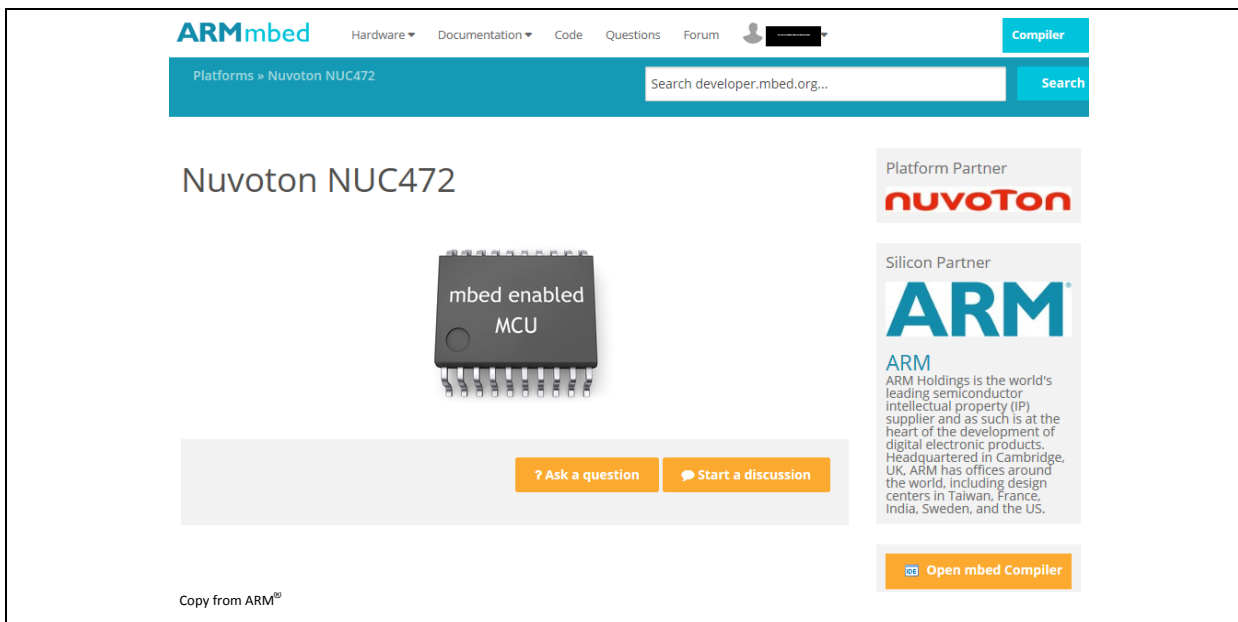 ARMmbed
Hardware Documentation Code Questions Forum
Compiler
Platforms » Nuvoton NUC472
Search developer.mbed.org...
Search
Nuvoton NUC472
mbed enabled
MCU
? Ask a question
Start a discussion
Platform Partner
nuvoTon
Silicon Partner
ARM®
ARM
ARM Holdings is the world's
leading semiconductor
intellectual property (IP)
supplier and as such is at the
heart of the development of
digital electronic products.
Headquartered in Cambridge,
UK, ARM has offices around
the world, including design
centers in Taiwan, France,
India, Sweden, and the US.
IDE Open mbed Compiler
Copy from ARM®